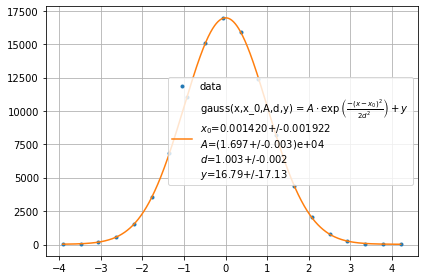 17500
15000
12500
10000
7500
5000
2500
0
data
gauss(x,x_0,A,d,y) = A · exp (−(x − x₀)² / 2d²) + y
x₀=0.001420+/-0.001922
A=(1.697+/-0.003)e+04
d=1.003+/-0.002
y=16.79+/-17.13
−4 −3 −2 −1 0 1 2 3 4